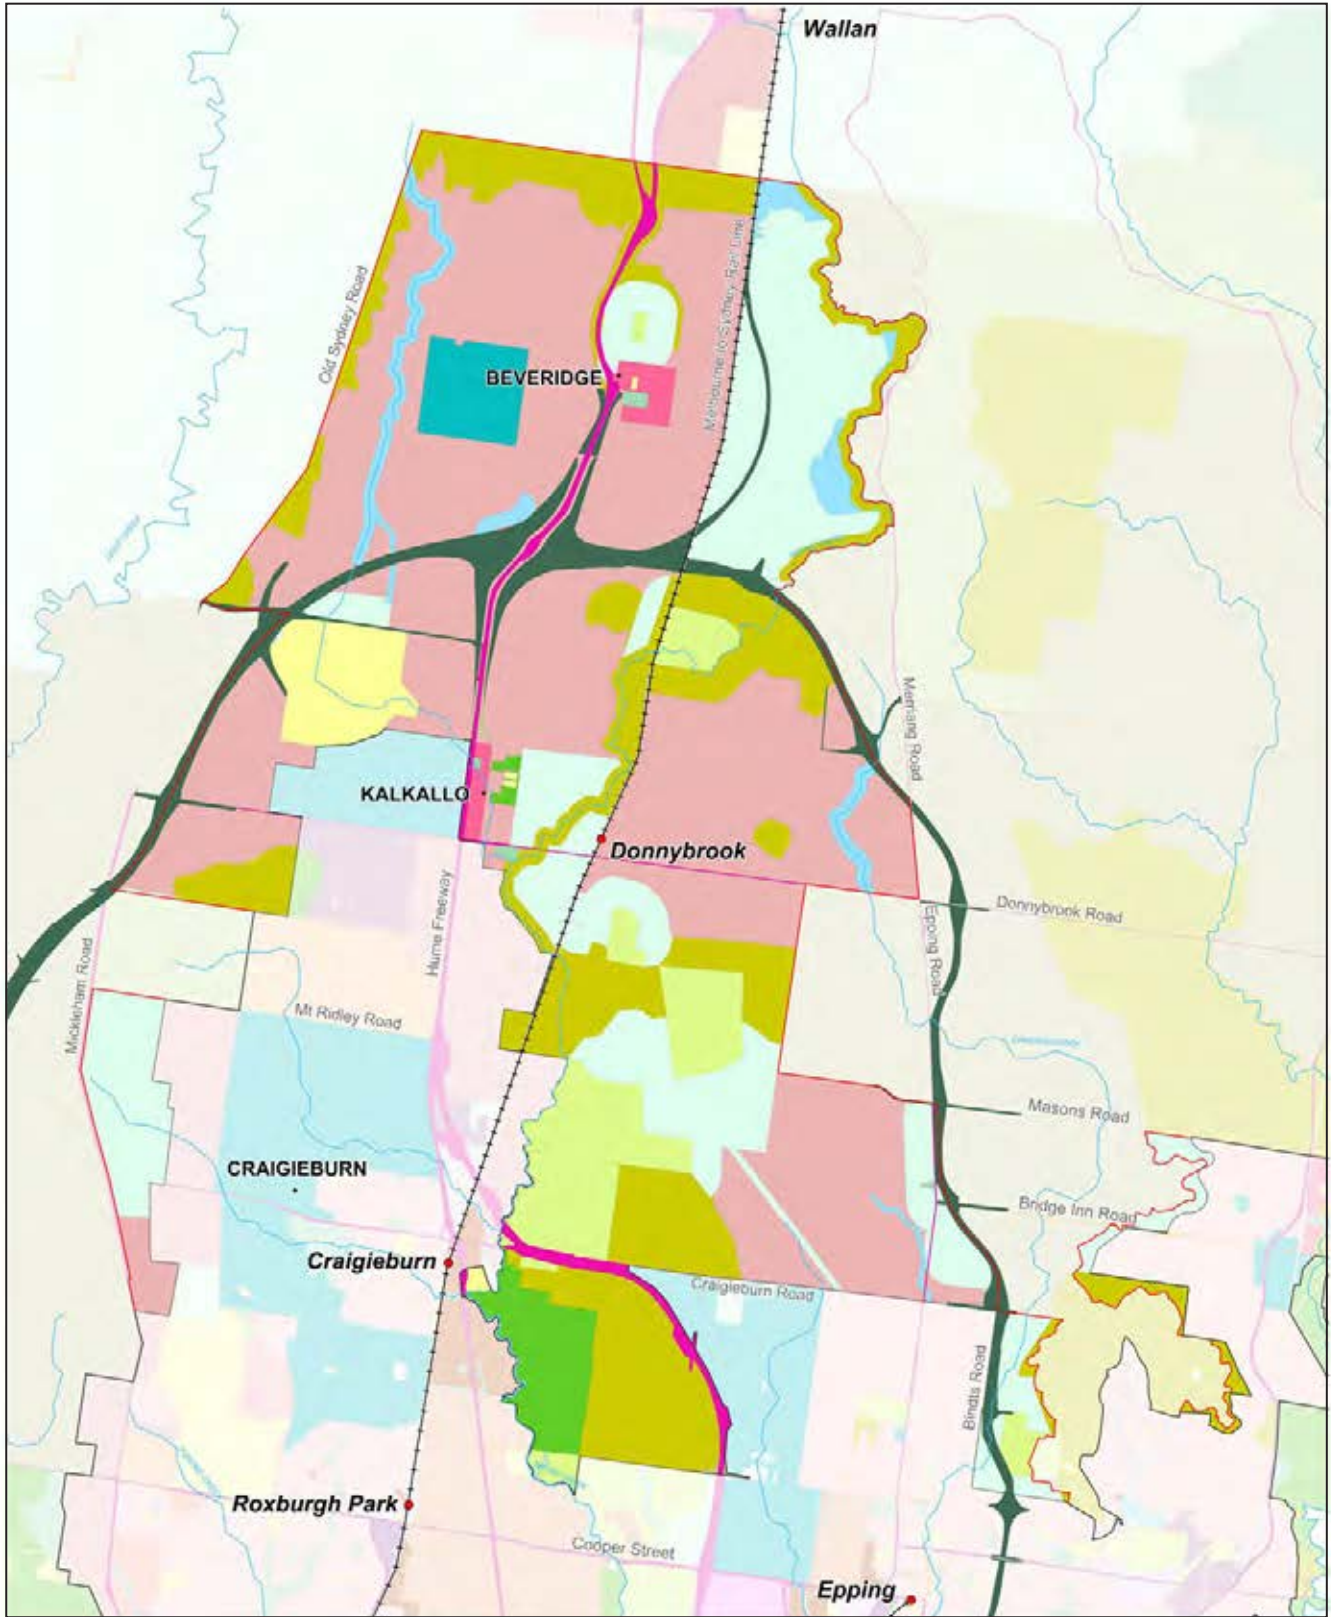 Wallan
Old Sydney Road
Melbourne to Sydney Rail Line
BEVERIDGE
Merriang Road
KALKALLO
Donnybrook
Hume Freeway
Donnybrook Road
Epping Road
Mickleham Road
Mt Ridley Road
Masons Road
CRAIGIEBURN
Bridge Inn Road
Craigieburn
Craigieburn Road
Bindts Road
Roxburgh Park
Cooper Street
Epping